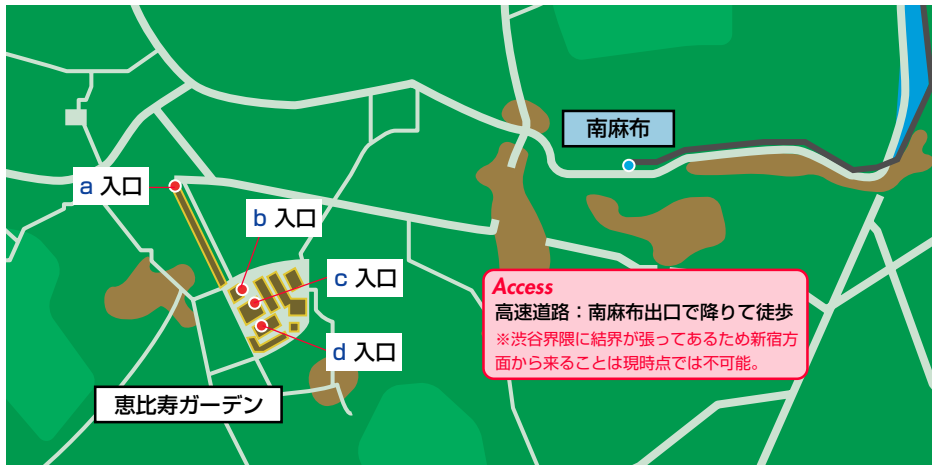 南麻布
a 入口
b 入口
c 入口
d 入口
恵比寿ガーデン
Access
高速道路：南麻布出口で降りて徒歩
※渋谷界隈に結界が張ってあるため新宿方
面から来ることは現時点では不可能。